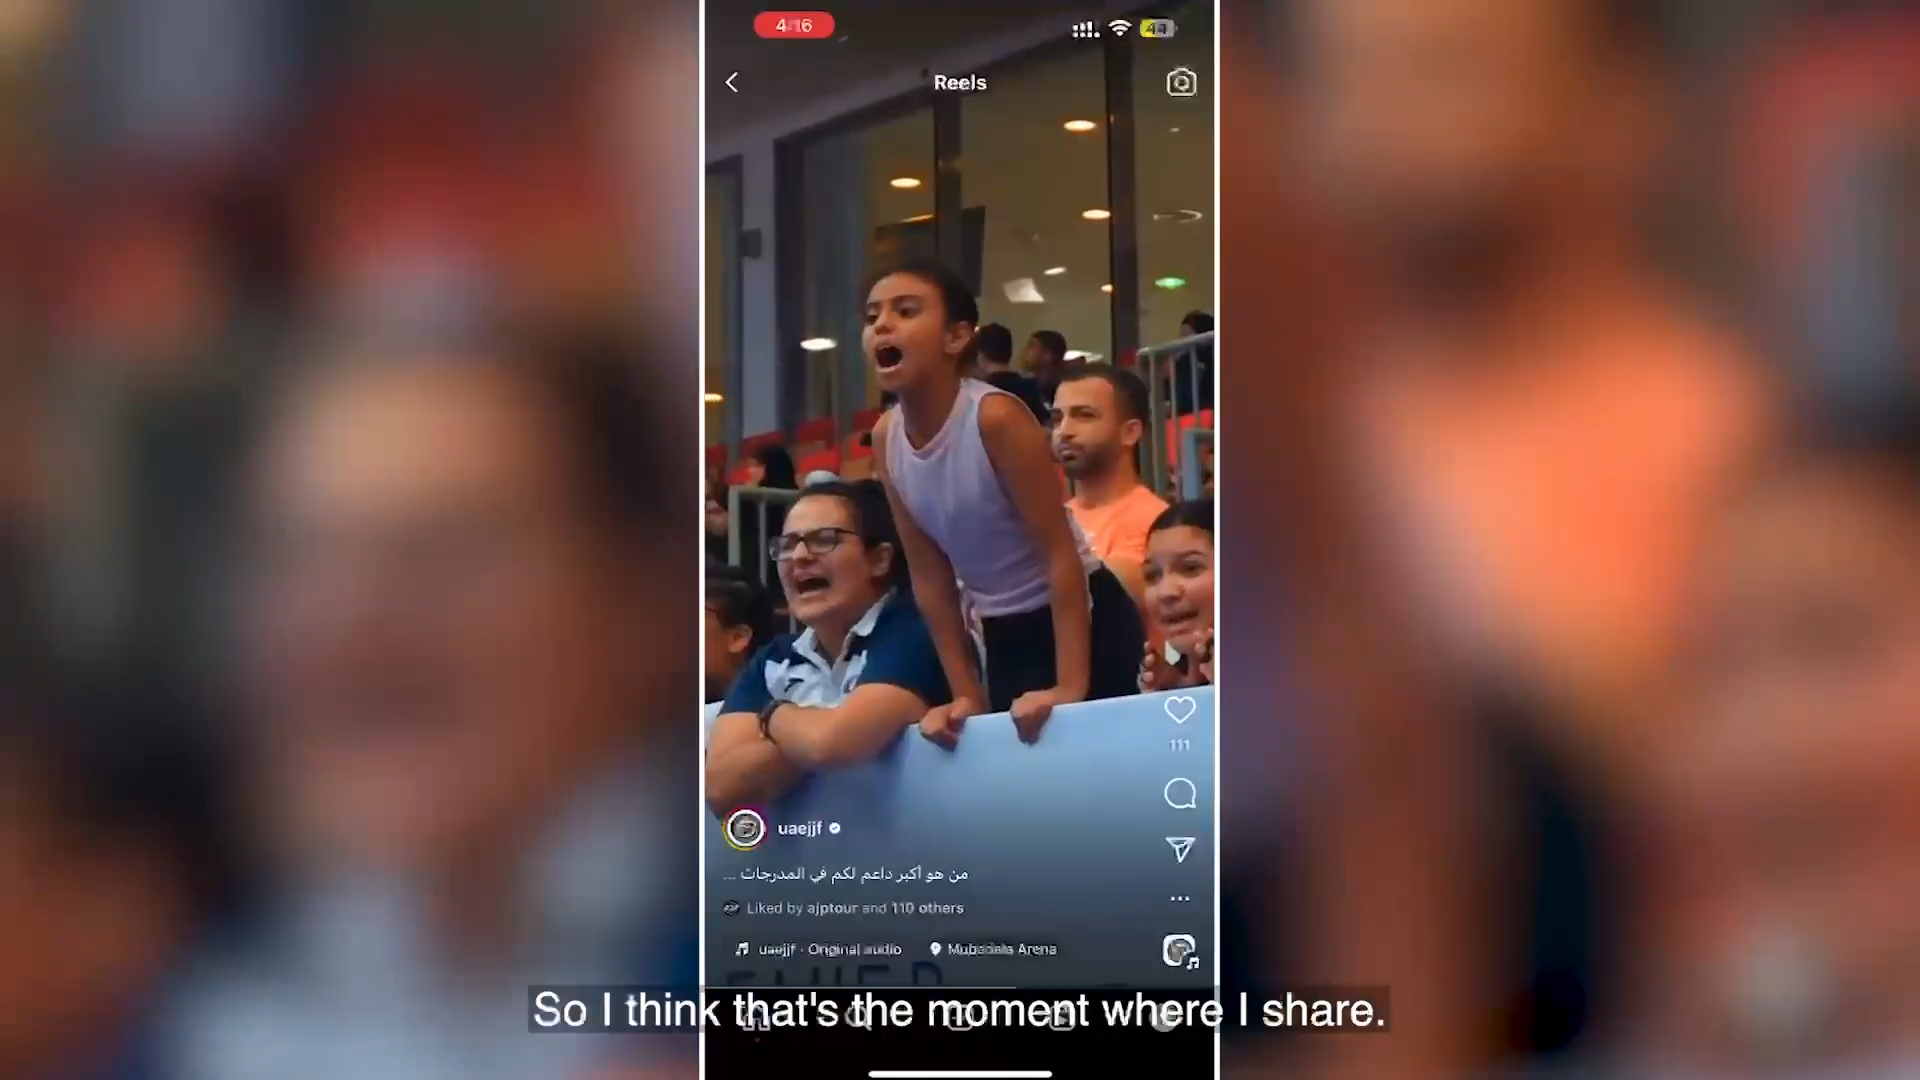 4:16
44
Reels
111
uaejjf
من هو أكبر داعم لكم في المدرجات ...
Liked by ajptour and 110 others
uaejjf · Original audio
Mubadala Arena
So I think that's the moment where I share.